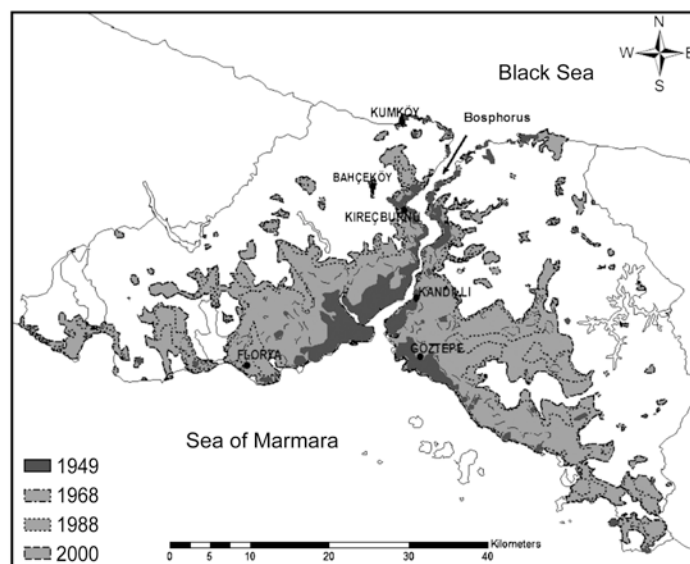 N
W E
S
Black Sea
KUMKÖY
Bosphorus
BAHÇEKÖY
KIREÇBURNU
KANDİLLİ
GÖZTEPE
FLORYA
Sea of Marmara
1949
1968
1988
2000
Kilometers
0 5 10 20 30 40